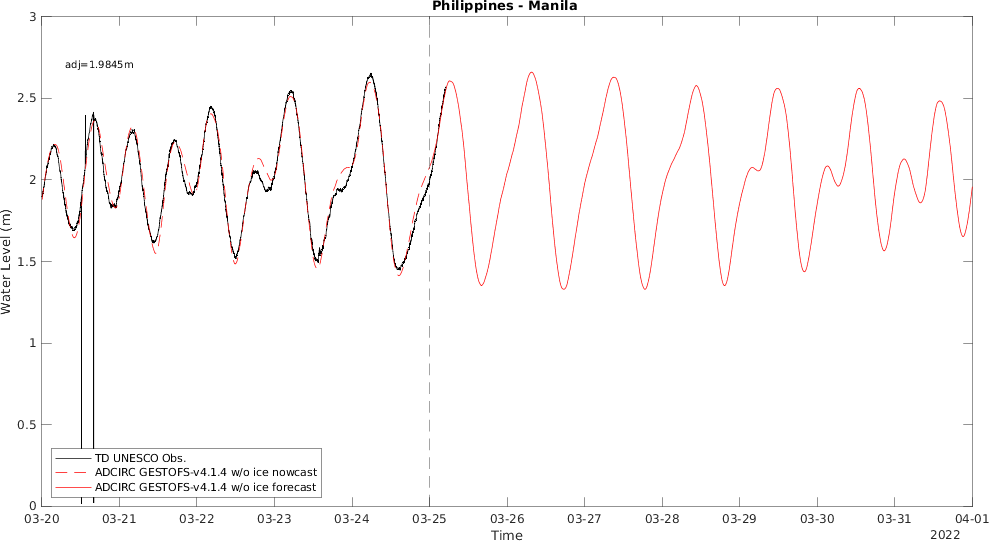 Philippines - Manila
adj=1.9845m
3
2.5
2
1.5
1
0.5
0
Water Level (m)
TD UNESCO Obs.
ADCIRC GESTOFS-v4.1.4 w/o ice nowcast
ADCIRC GESTOFS-v4.1.4 w/o ice forecast
03-20 03-21 03-22 03-23 03-24 03-25 03-26 03-27 03-28 03-29 03-30 03-31 04-01
Time
2022